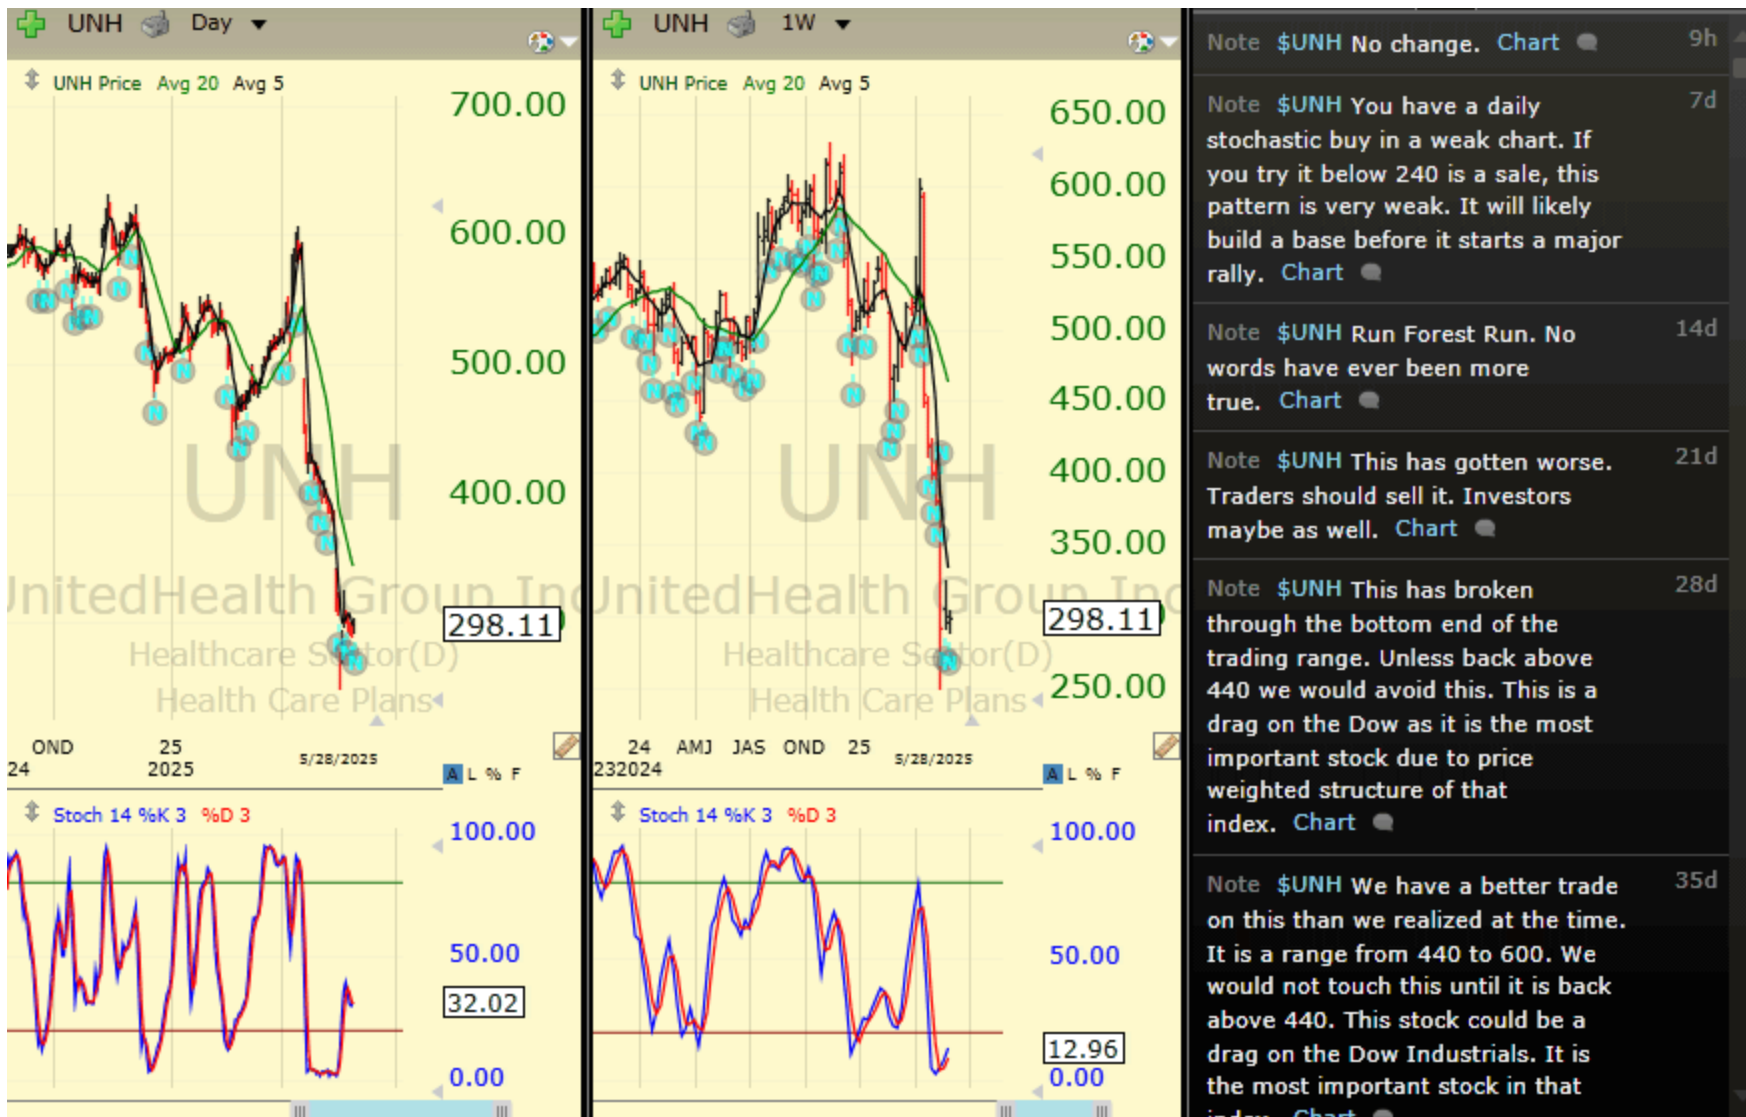 UNH Day
UNH Price Avg 20 Avg 5
700.00
600.00
500.00
400.00
298.11
UNH
UnitedHealth Group Inc
Healthcare Sector(D)
Health Care Plans
OND 25
24 2025 5/28/2025
A L % F
Stoch 14 %K 3 %D 3
100.00
50.00
32.02
0.00
UNH 1W
UNH Price Avg 20 Avg 5
650.00
600.00
550.00
500.00
450.00
400.00
350.00
298.11
250.00
UNH
UnitedHealth Group Inc
Healthcare Sector(D)
Health Care Plans
24 AMJ JAS OND 25
232024 5/28/2025
A L % F
Stoch 14 %K 3 %D 3
100.00
50.00
12.96
0.00
Note $UNH No change. Chart 9h
Note $UNH You have a daily 7d
stochastic buy in a weak chart. If
you try it below 240 is a sale, this
pattern is very weak. It will likely
build a base before it starts a major
rally. Chart
Note $UNH Run Forest Run. No 14d
words have ever been more
true. Chart
Note $UNH This has gotten worse. 21d
Traders should sell it. Investors
maybe as well. Chart
Note $UNH This has broken 28d
through the bottom end of the
trading range. Unless back above
440 we would avoid this. This is a
drag on the Dow as it is the most
important stock due to price
weighted structure of that
index. Chart
Note $UNH We have a better trade 35d
on this than we realized at the time.
It is a range from 440 to 600. We
would not touch this until it is back
above 440. This stock could be a
drag on the Dow Industrials. It is
the most important stock in that
index. Chart